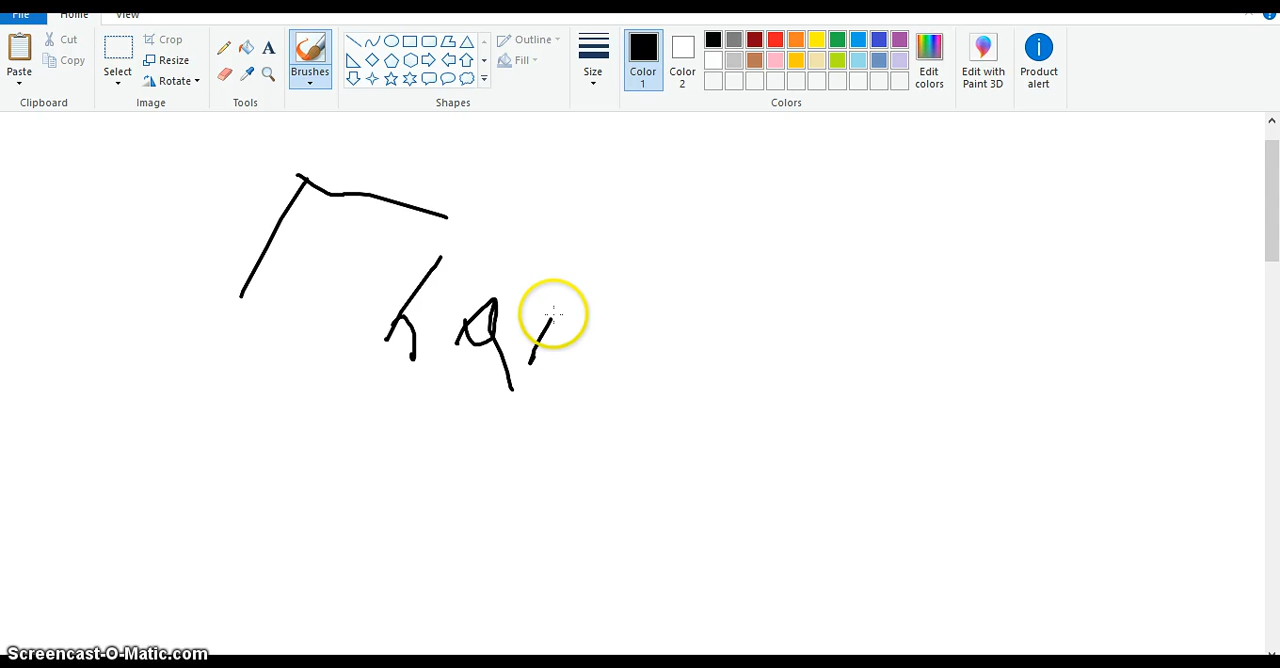 File Home View
Paste Cut Copy Select Crop Resize Rotate Brushes Outline Fill Size Color 1 Color 2 Edit colors Edit with Paint 3D Product alert
Clipboard Image Tools Shapes Colors
Tha
Screencast-O-Matic.com